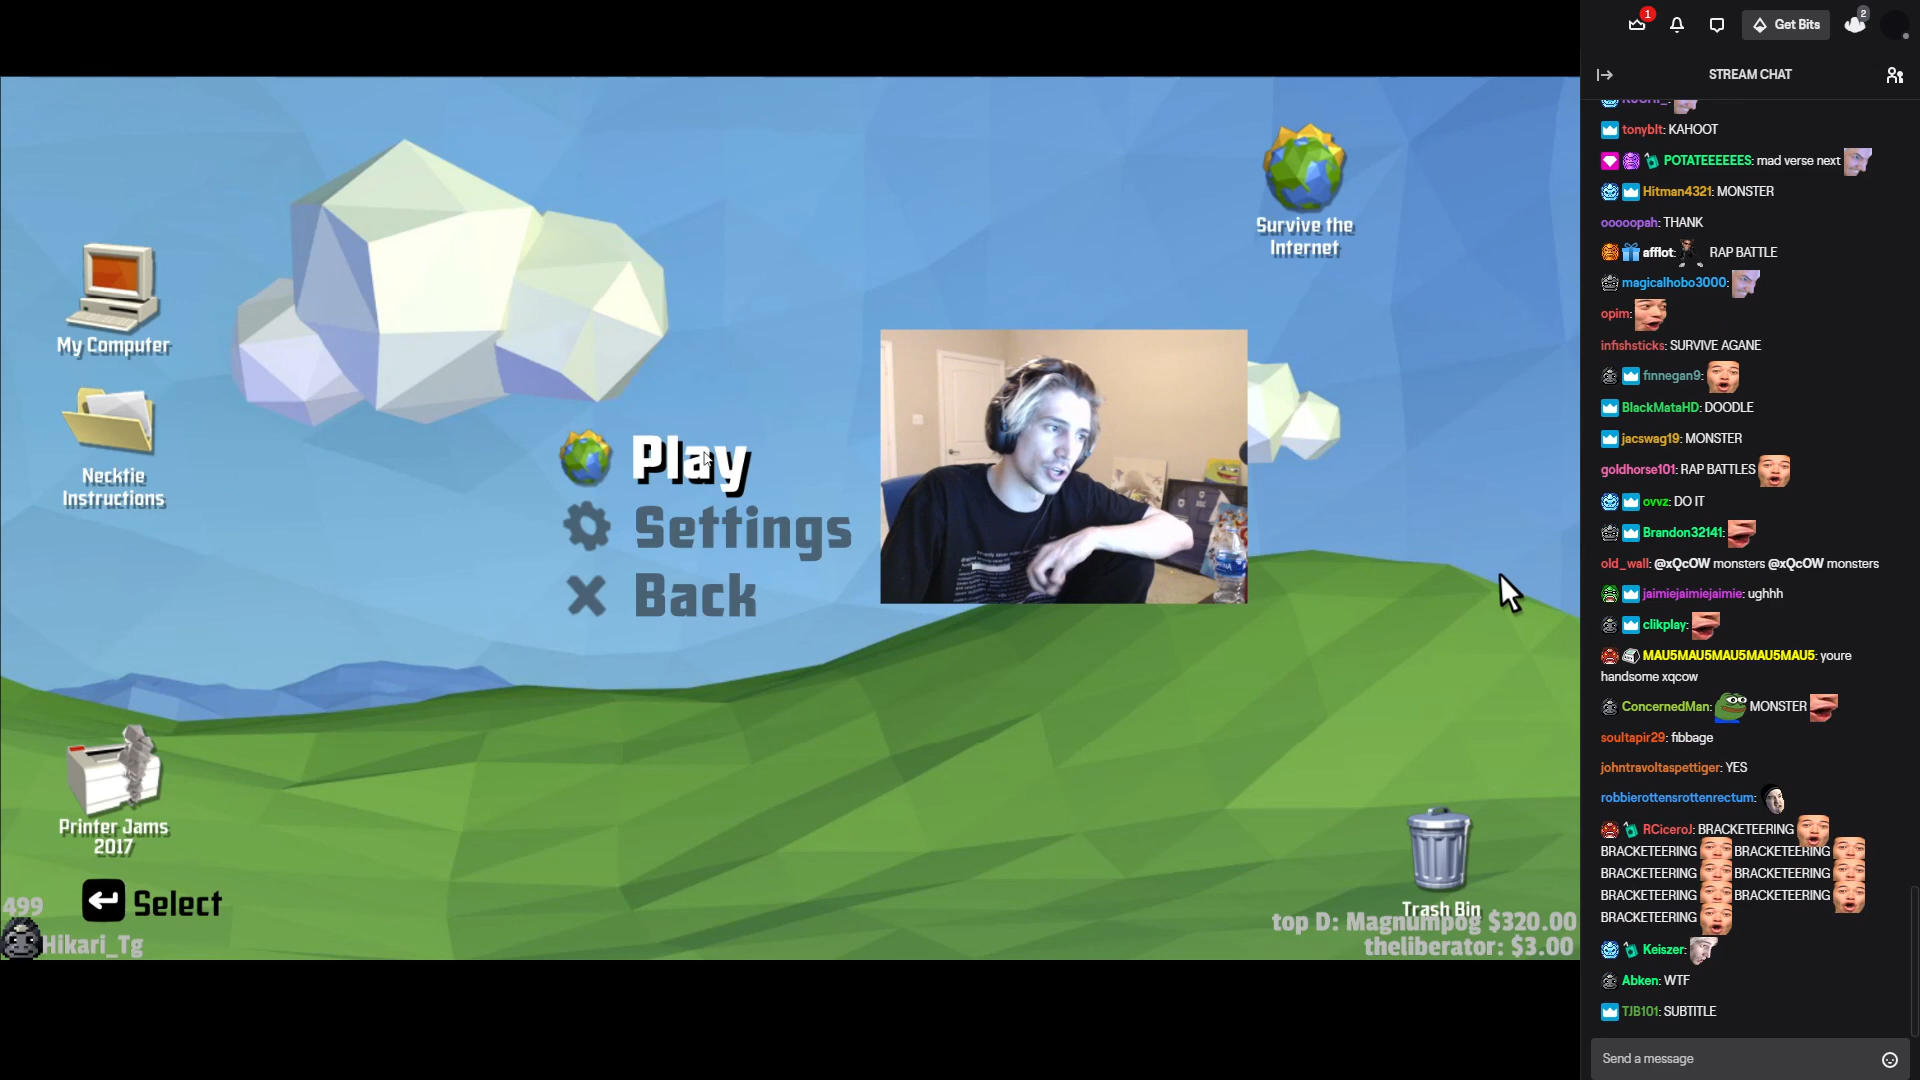 1
Get Bits
2
STREAM CHAT
tonyblt: KAHOOT
POTATEEEEEES: mad verse next
Hitman4321: MONSTER
ooooopah: THANK
afflot: RAP BATTLE
magicalhobo3000:
opim:
infishsticks: SURVIVE AGANE
finnegan9:
BlackMataHD: DOODLE
jacswag19: MONSTER
goldhorse101: RAP BATTLES
ovvz: DO IT
Brandon32141:
old_wall: @xQcOW monsters @xQcOW monsters
jaimiejaimiejaimie: ughhh
clikplay:
MAU5MAU5MAU5MAU5MAU5: youre
handsome xqcow
ConcernedMan: MONSTER
soultapir29: fibbage
johntravoltaspettiger: YES
robbierottensrottenrectum:
RCiceroJ: BRACKETEERING
BRACKETEERING BRACKETEERING
BRACKETEERING BRACKETEERING
BRACKETEERING BRACKETEERING
BRACKETEERING
Keiszer:
Abken: WTF
TJB101: SUBTITLE
Send a message
Survive the
Internet
My Computer
Necktie
Instructions
Play
Settings
Back
Printer Jams
2017
Select
499
Hikari_Tg
Trash Bin
top D: Magnumpog $320.00
theliberator: $3.00